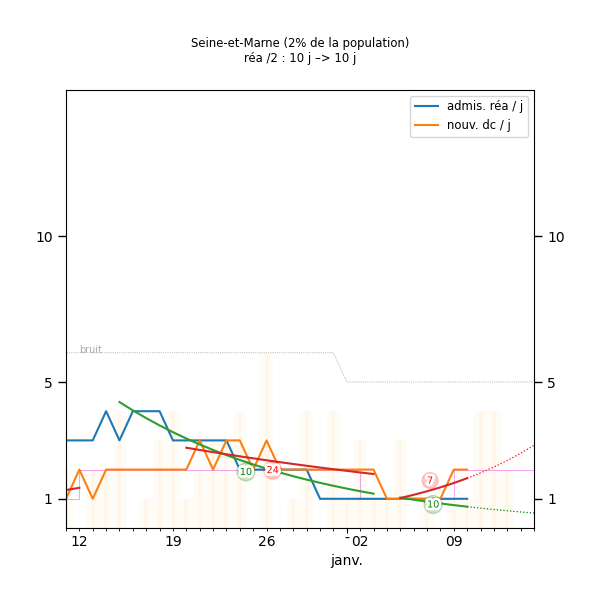 Seine-et-Marne (2% de la population)
réa /2 : 10 j –> 10 j
admis. réa / j
nouv. dc / j
10
10
bruit
5
5
10
24
7
10
1
1
12
19
26
02
09
janv.